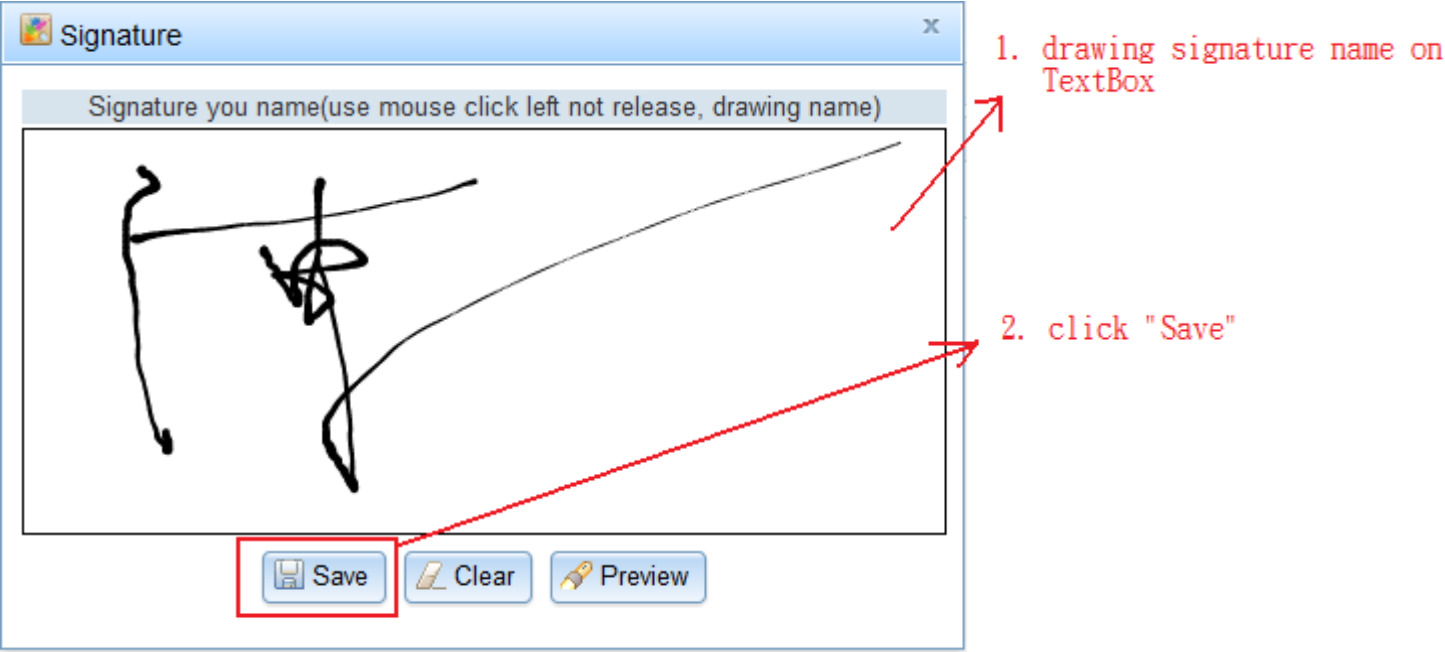 Signature
x
Signature you name(use mouse click left not release, drawing name)
Save
Clear
Preview
1. drawing signature name on
TextBox
2. click "Save"